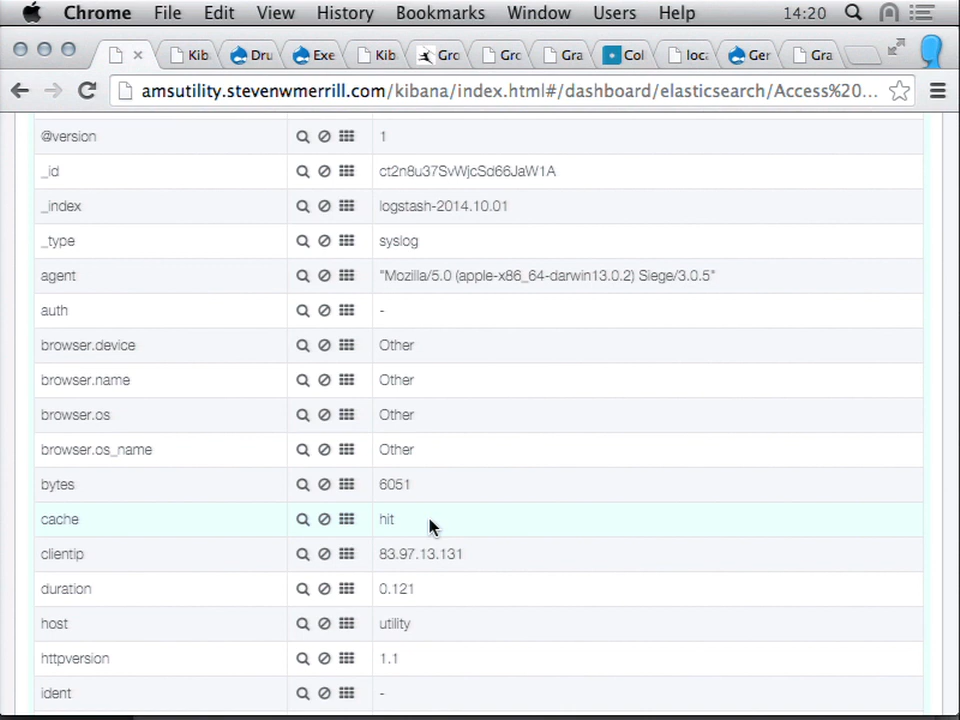 Chrome File Edit View History Bookmarks Window Users Help 14:20
Kib Dru Exe Kib Gro Grc Gra Col loca Ger Gra
amsutility.stevenwmerrill.com/kibana/index.html#/dashboard/elasticsearch/Access%20...
@version 1
_id ct2n8u37SvWjcSd66JaW1A
_index logstash-2014.10.01
_type syslog
agent "Mozilla/5.0 (apple-x86_64-darwin13.0.2) Siege/3.0.5"
auth -
browser.device Other
browser.name Other
browser.os Other
browser.os_name Other
bytes 6051
cache hit
clientip 83.97.13.131
duration 0.121
host utility
httpversion 1.1
ident -